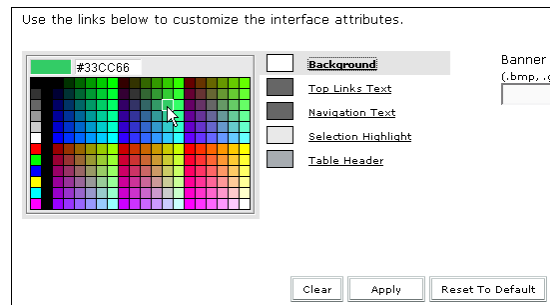 Use the links below to customize the interface attributes.
#33CC66
Background
Banner
(.bmp, .g
Top Links Text
Navigation Text
Selection Highlight
Table Header
Clear
Apply
Reset To Default